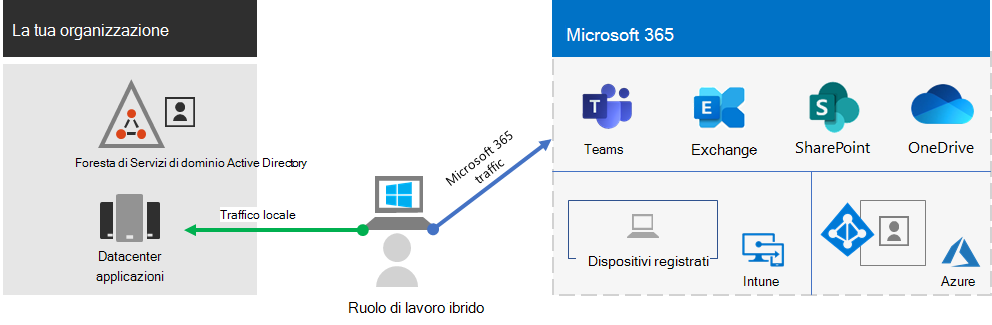 La tua organizzazione
Foresta di Servizi di dominio Active Directory
Datacenter
applicazioni
Traffico locale
Ruolo di lavoro ibrido
Microsoft 365
traffic
Microsoft 365
Teams
Exchange
SharePoint
OneDrive
Dispositivi registrati
Intune
Azure